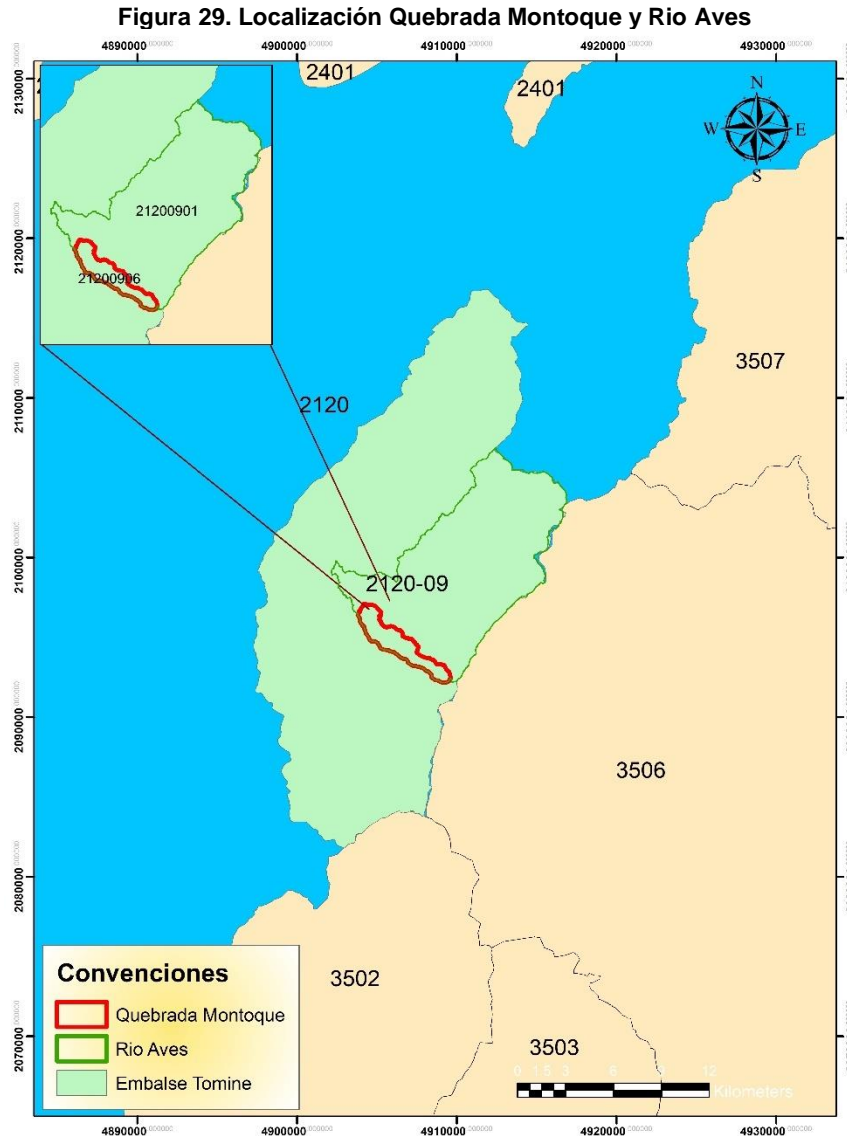 Figura 29. Localización Quebrada Montoque y Rio Aves
4890000 4900000 4910000 4920000 4930000
2130000
2120000
2110000
2100000
2090000
2080000
2070000
2401
2401
N
W E
S
21200901
21200906
3507
2120
2120-09
3506
3502
3503
Convenciones
Quebrada Montoque
Rio Aves
Embalse Tomine
0 1.5 3 6 9 12
Kilometers
4890000 4900000 4910000 4920000 4930000